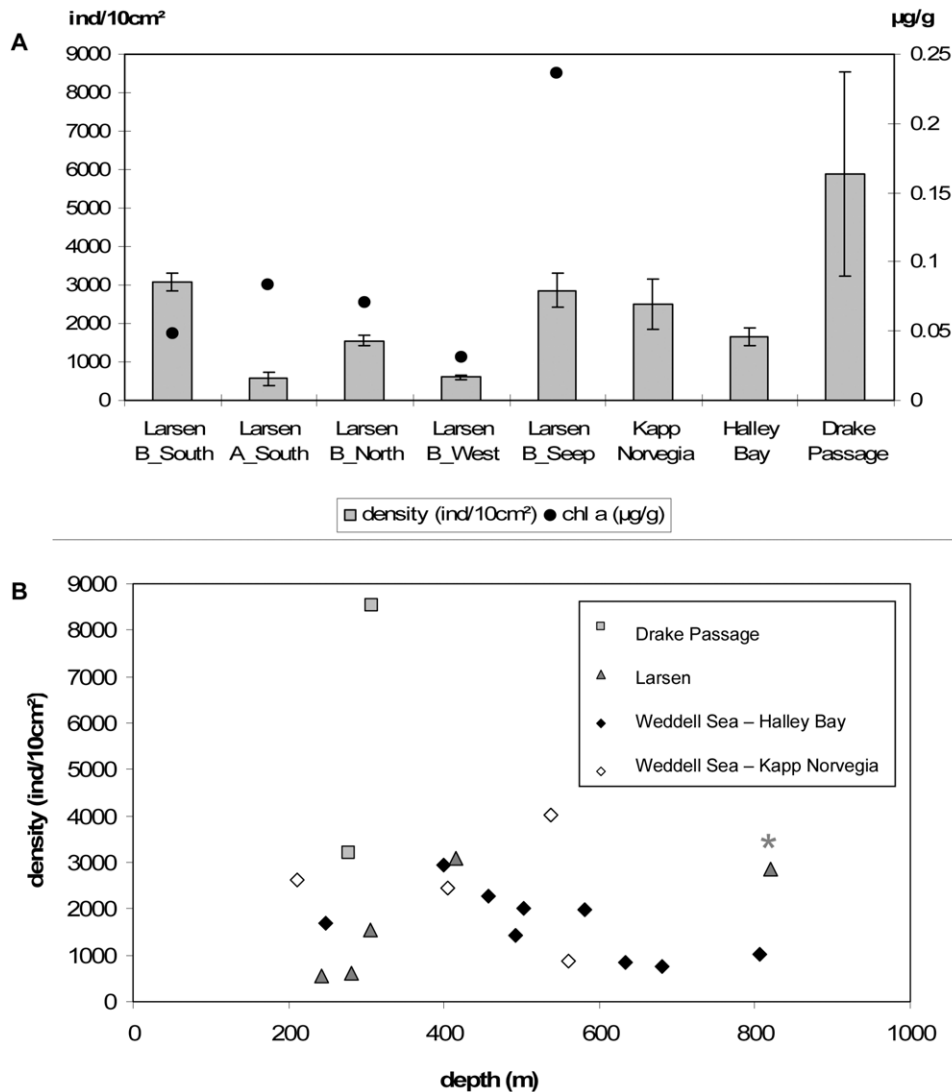 ind/10cm²
µg/g
A
9000
8000
7000
6000
5000
4000
3000
2000
1000
0
0.25
0.2
0.15
0.1
0.05
0
Larsen B_South
Larsen A_South
Larsen B_North
Larsen B_West
Larsen B_Seep
Kapp Norvegia
Halley Bay
Drake Passage
density (ind/10cm²) chl a (µg/g)
B
9000
8000
7000
6000
5000
4000
3000
2000
1000
0
density (ind/10cm²)
Drake Passage
Larsen
Weddell Sea – Halley Bay
Weddell Sea – Kapp Norvegia
*
0 200 400 600 800 1000
depth (m)